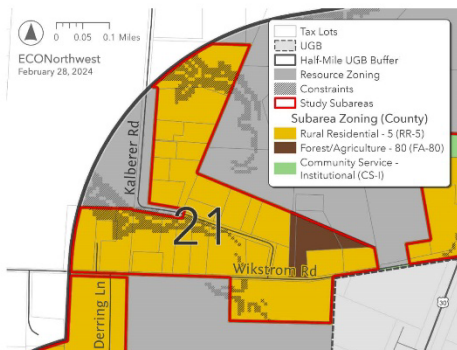 0 0.05 0.1 Miles
ECONorthwest
February 28, 2024
Tax Lots
UGB
Half-Mile UGB Buffer
Resource Zoning
Constraints
Study Subareas
Subarea Zoning (County)
Rural Residential - 5 (RR-5)
Forest/Agriculture - 80 (FA-80)
Community Service -
Institutional (CS-I)
Kalberer Rd
21
Wikstrom Rd
Derring Ln
30